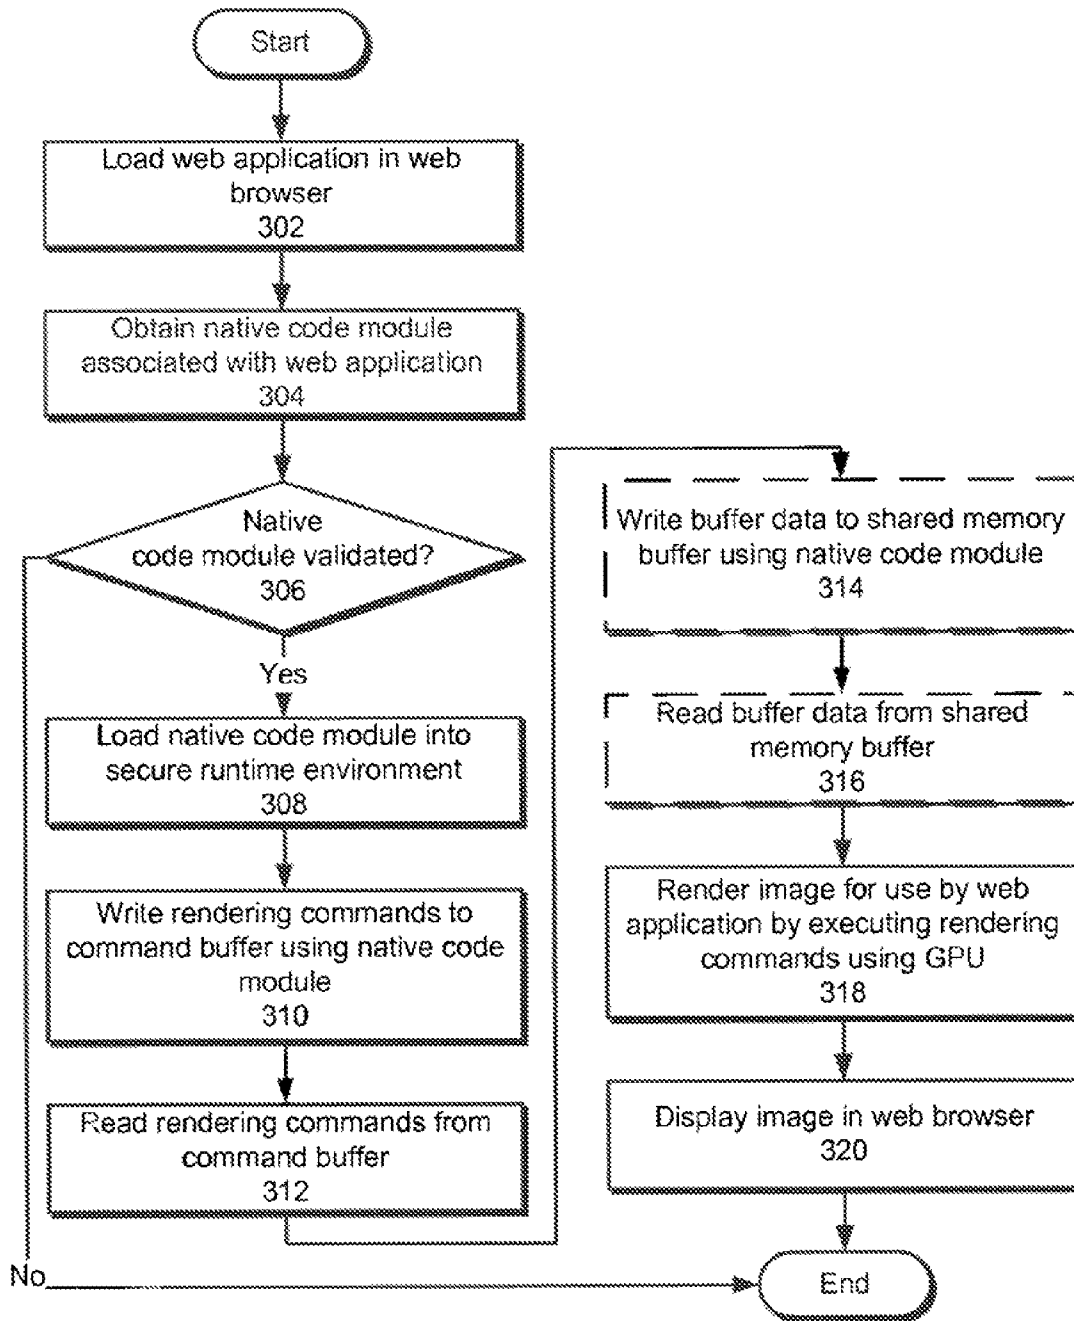 Start
Load web application in web
browser
302
Obtain native code module
associated with web application
304
Native
code module validated?
306
Yes
Load native code module into
secure runtime environment
308
Write rendering commands to
command buffer using native code
module
310
Read rendering commands from
command buffer
312
No
Write buffer data to shared memory
buffer using native code module
314
Read buffer data from shared
memory buffer
316
Render image for use by web
application by executing rendering
commands using GPU
318
Display image in web browser
320
End